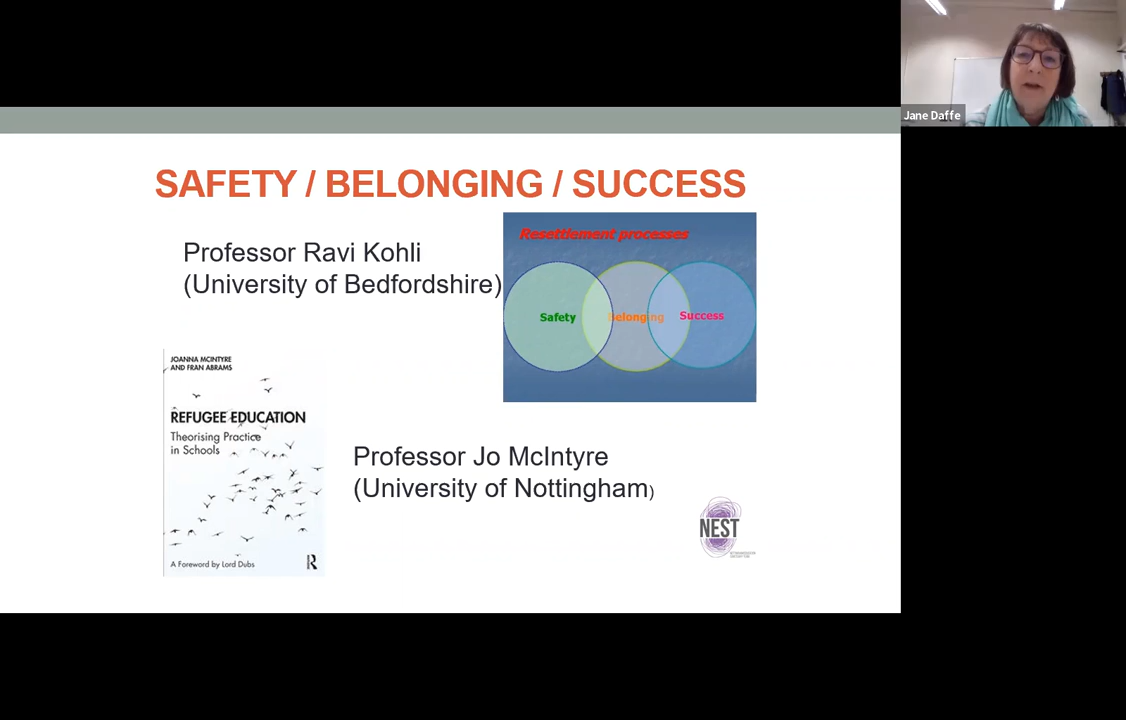 Jane Daffe
SAFETY / BELONGING / SUCCESS
Professor Ravi Kohli
(University of Bedfordshire)
Resettlement processes
Safety
Belonging
Success
JOANNA MCINTYRE
AND FRAN ABRAMS
REFUGEE EDUCATION
Theorising Practice
in Schools
A Foreword by Lord Dubs
R
Professor Jo McIntyre
(University of Nottingham)
NEST